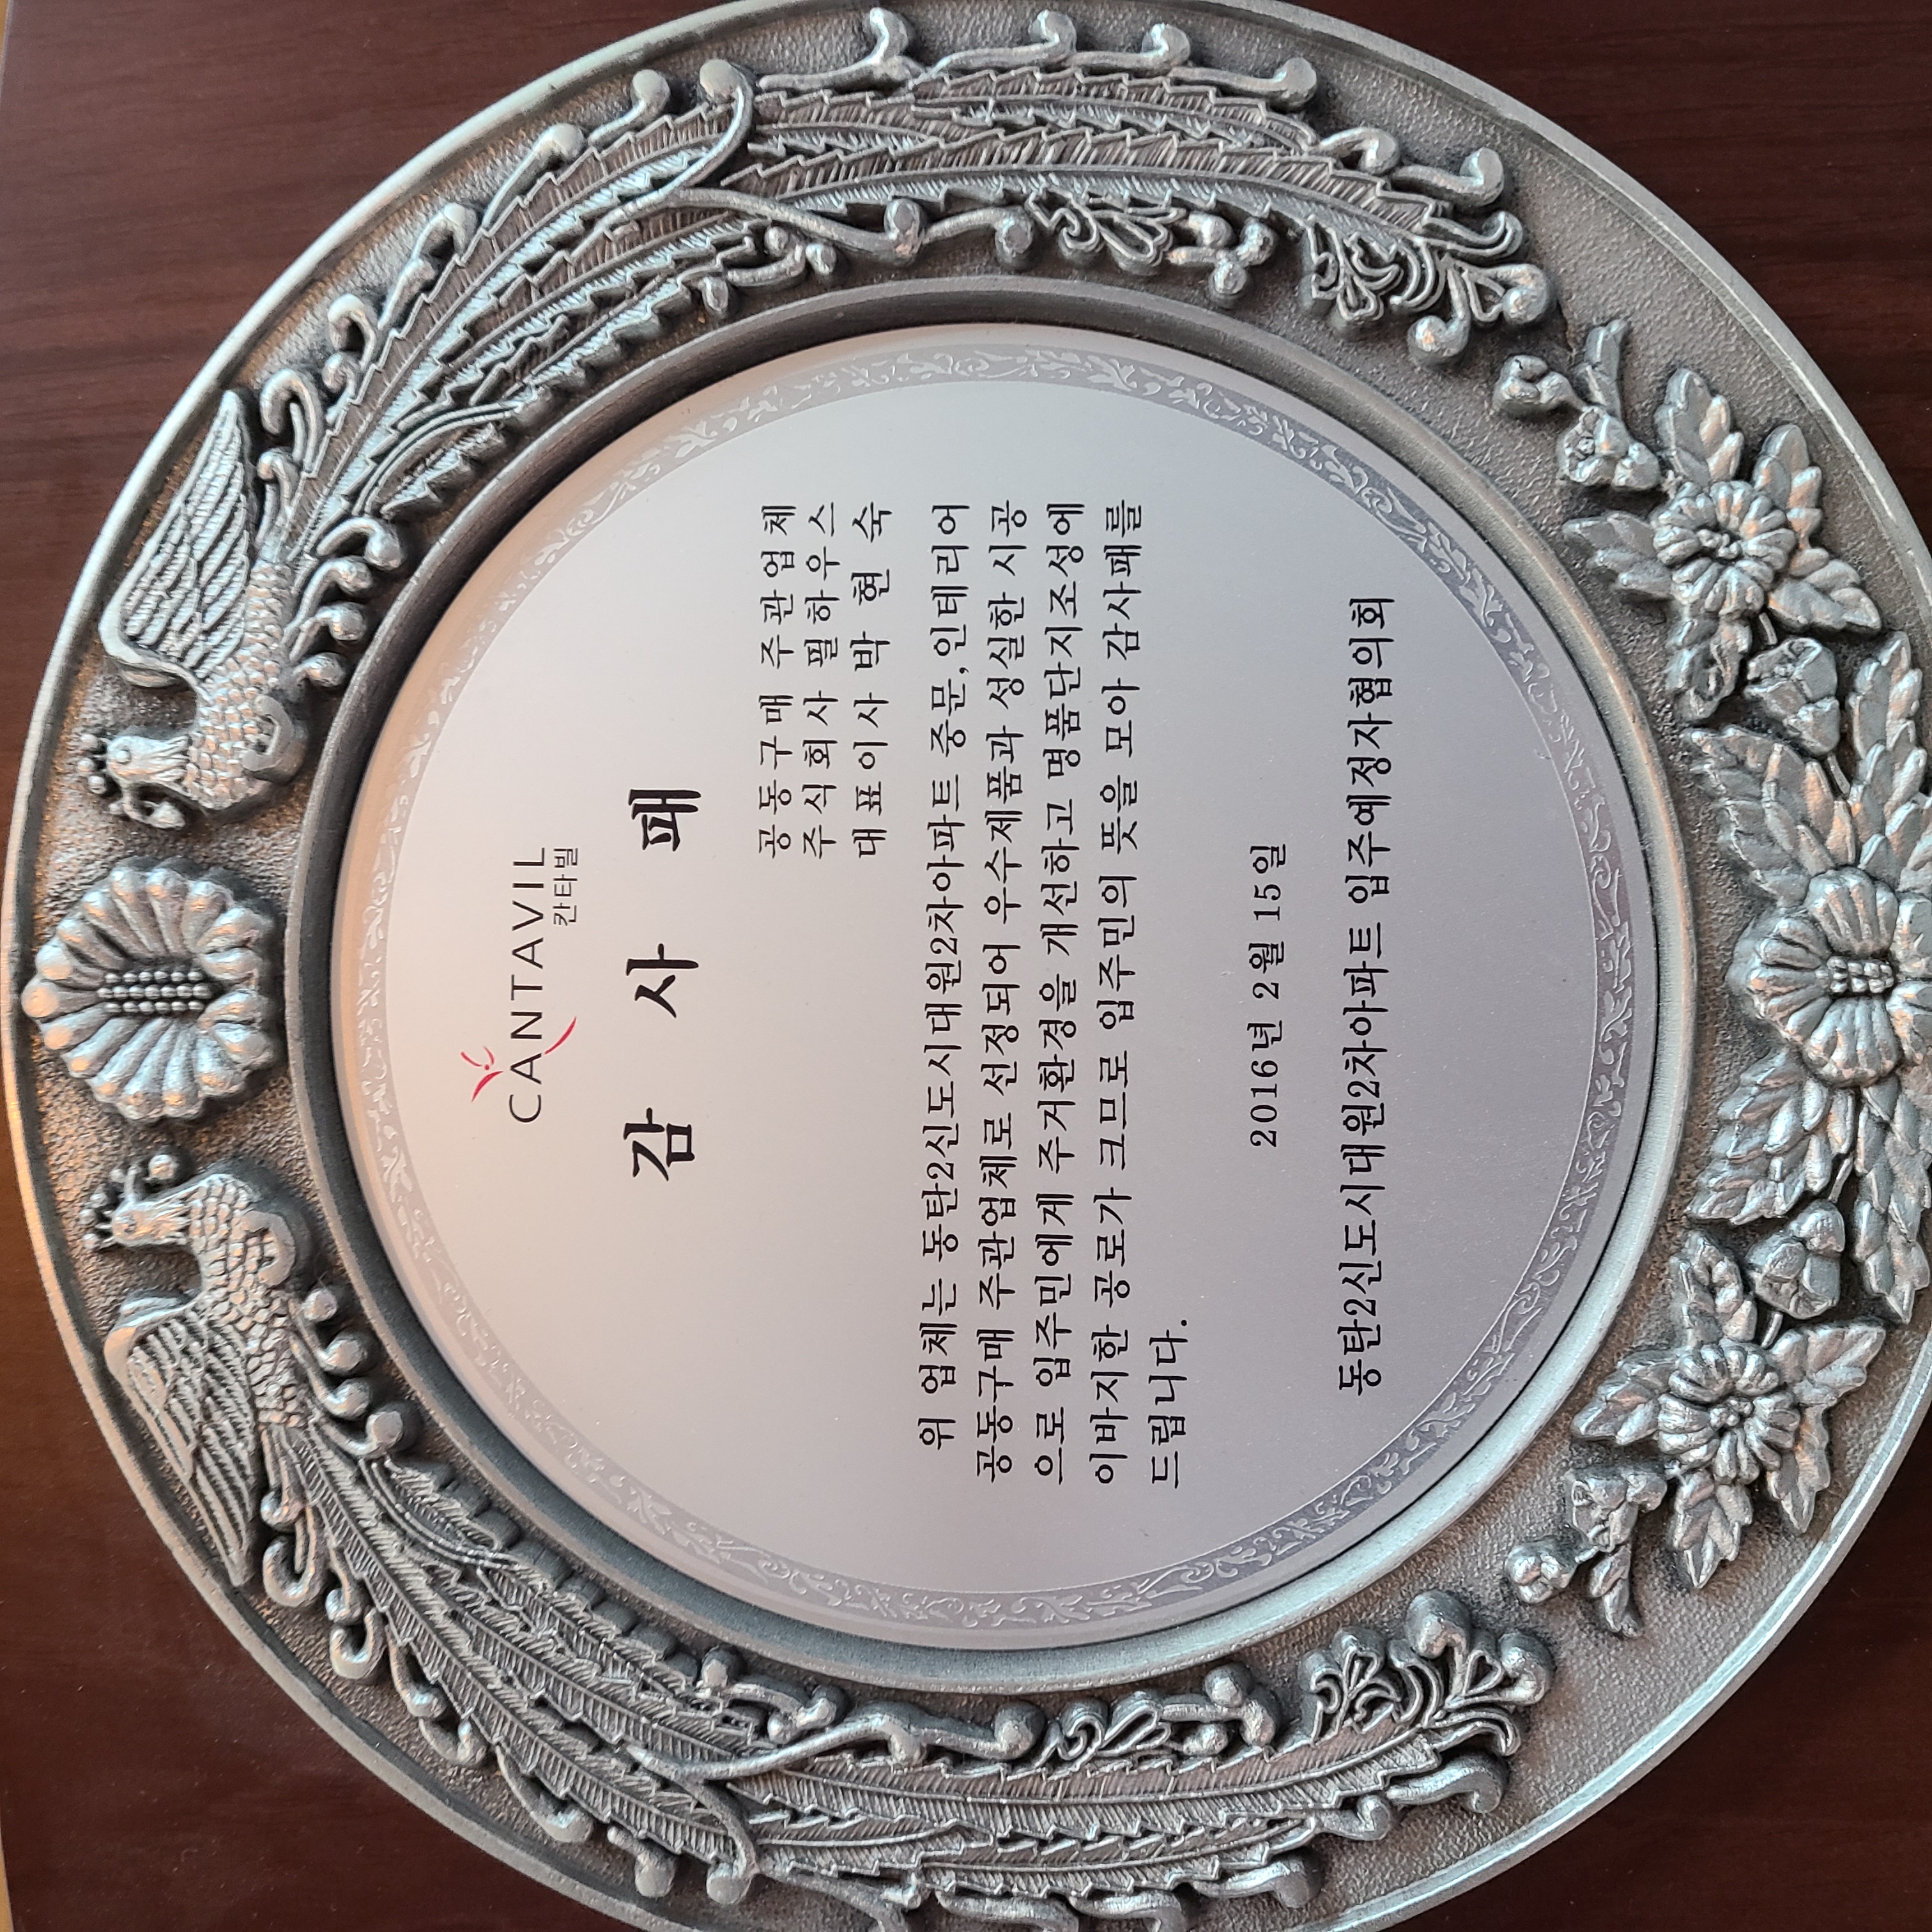 CANTAVIL
칸타빌
감 사 패
공동구매 주관업체
주식회사 필하우스
대표이사 박 현 숙
위 업체는 동탄2신도시대원2차아파트 중문,인테리어
공동구매 주관업체로 선정되어 우수제품과 성실한 시공
으로 입주민에게 주거환경을 개선하고 명품단지조성에
이바지한 공로가 크므로 입주민의 뜻을 모아 감사패를
드립니다.
2016년 2월 15일
동탄2신도시대원2차아파트 입주예정자협의회